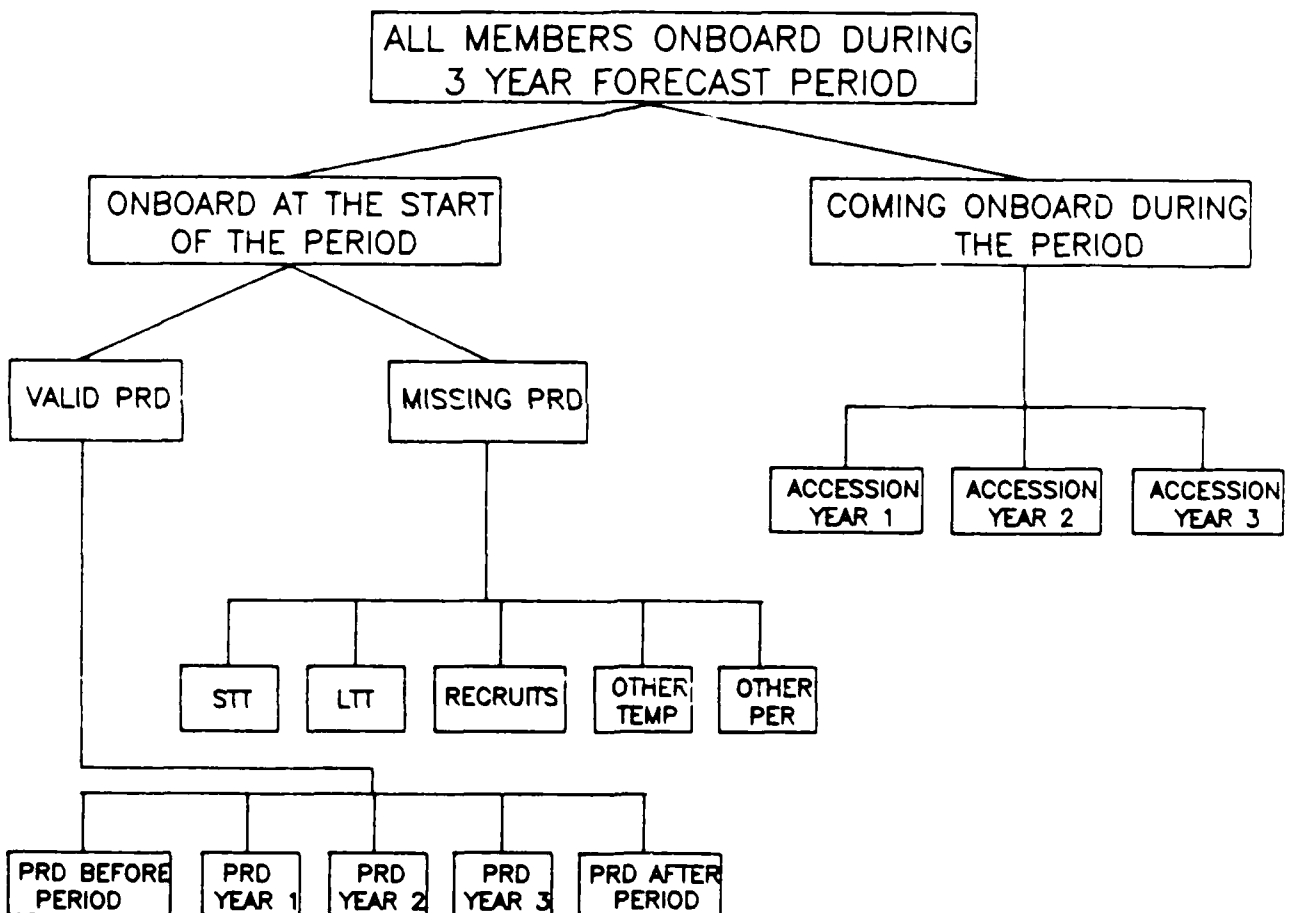 ALL MEMBERS ONBOARD DURING
3 YEAR FORECAST PERIOD
ONBOARD AT THE START
OF THE PERIOD
COMING ONBOARD DURING
THE PERIOD
VALID PRD
MISSING PRD
ACCESSION
YEAR 1
ACCESSION
YEAR 2
ACCESSION
YEAR 3
STT
LTT
RECRUITS
OTHER
TEMP
OTHER
PER
PRD BEFORE
PERIOD
PRD
YEAR 1
PRD
YEAR 2
PRD
YEAR 3
PRD AFTER
PERIOD